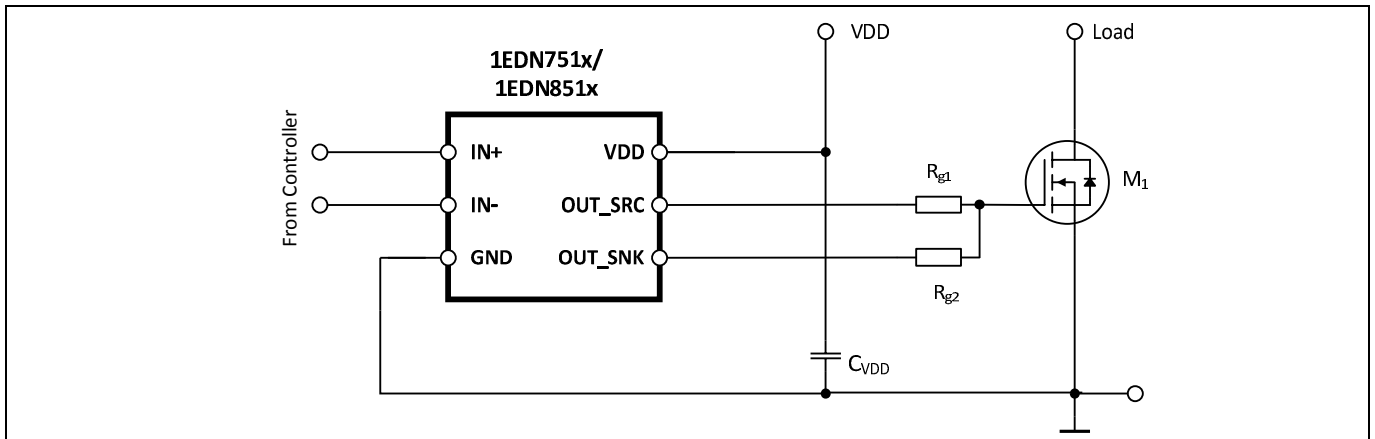 VDD
Load
1EDN751x/
1EDN851x
From Controller
IN+
VDD
IN-
OUT_SRC
GND
OUT_SNK
Rg1
Rg2
M1
CVDD